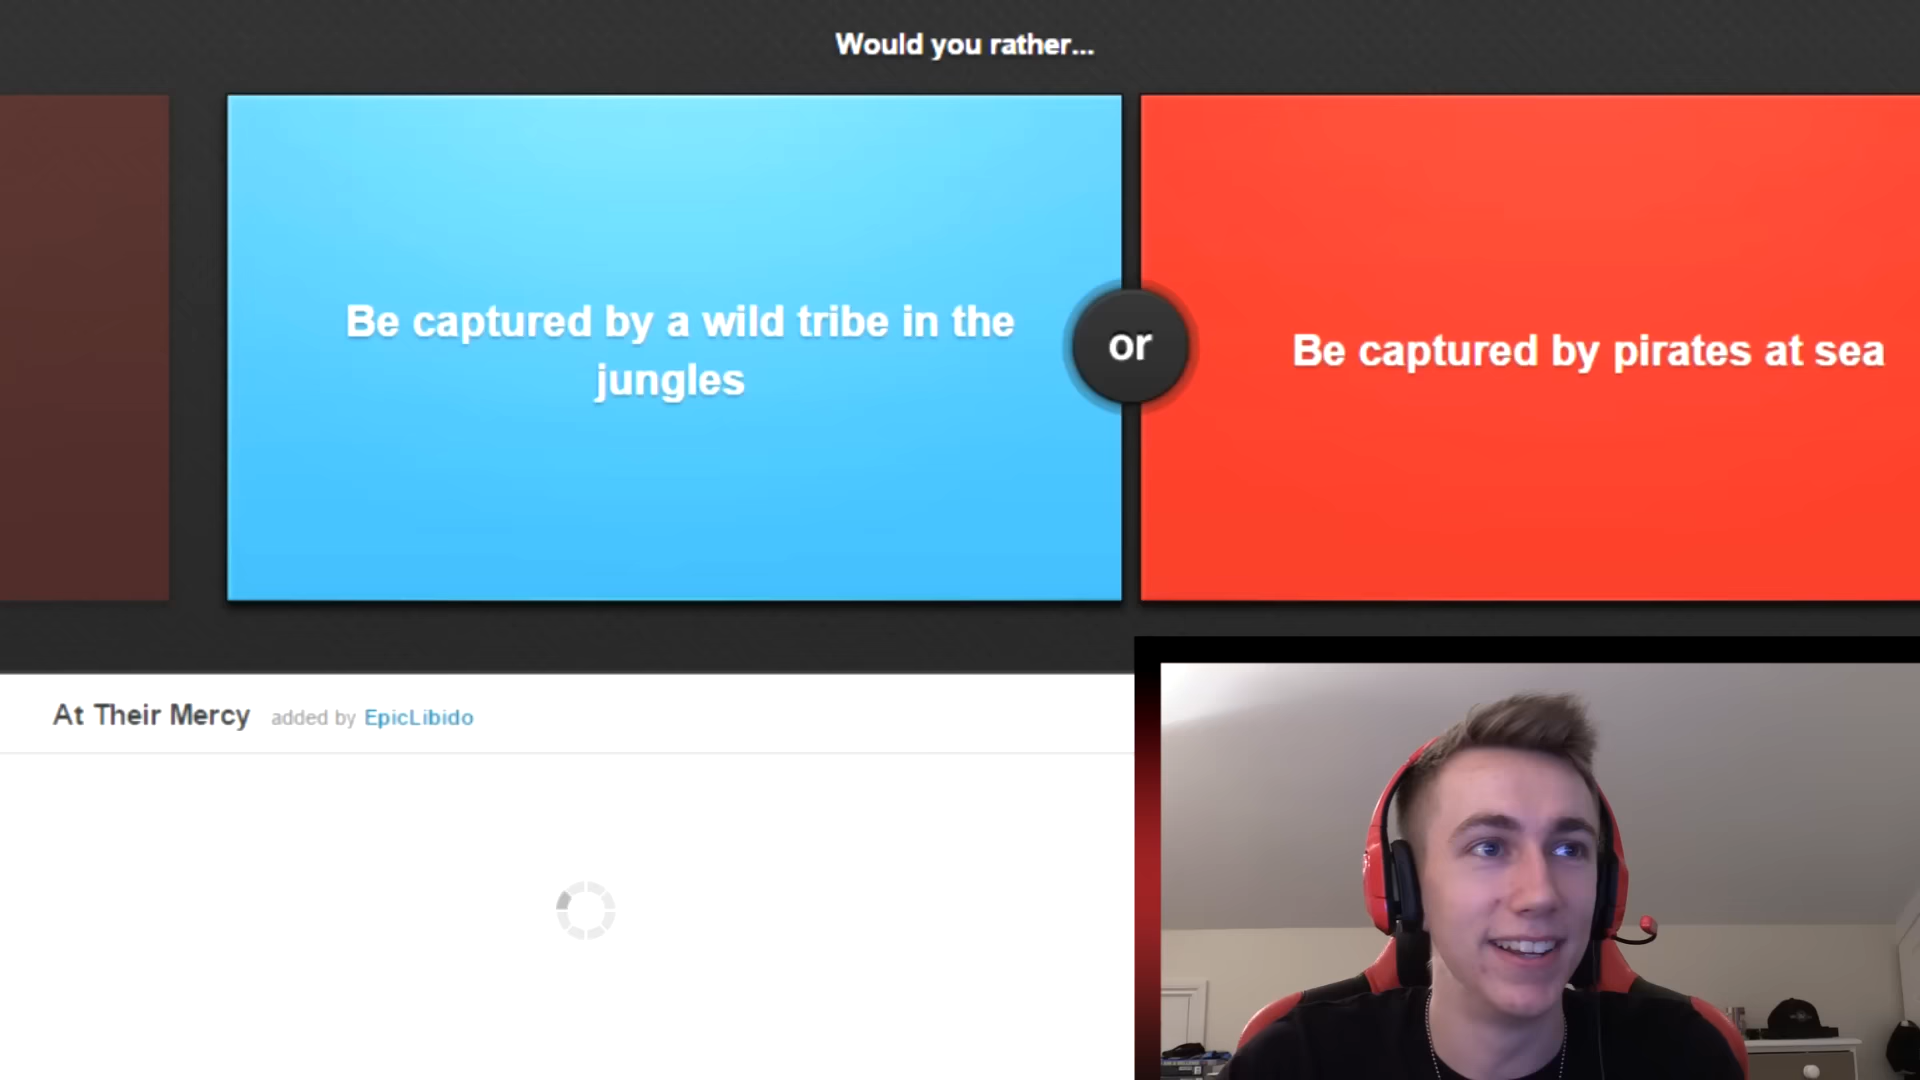 Would you rather...
Be captured by a wild tribe in the
jungles
or
Be captured by pirates at sea
At Their Mercy added by EpicLibido